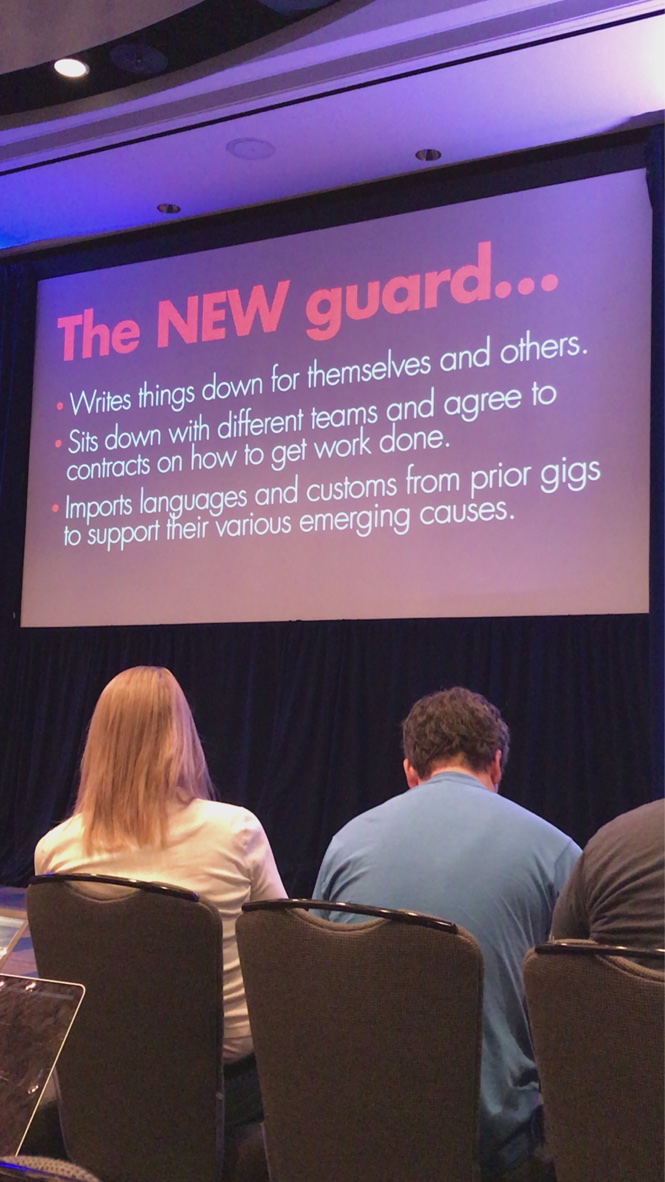 The NEW guard...
• Writes things down for themselves and others.
• Sits down with different teams and agree to
contracts on how to get work done.
• Imports languages and customs from prior gigs
to support their various emerging causes.